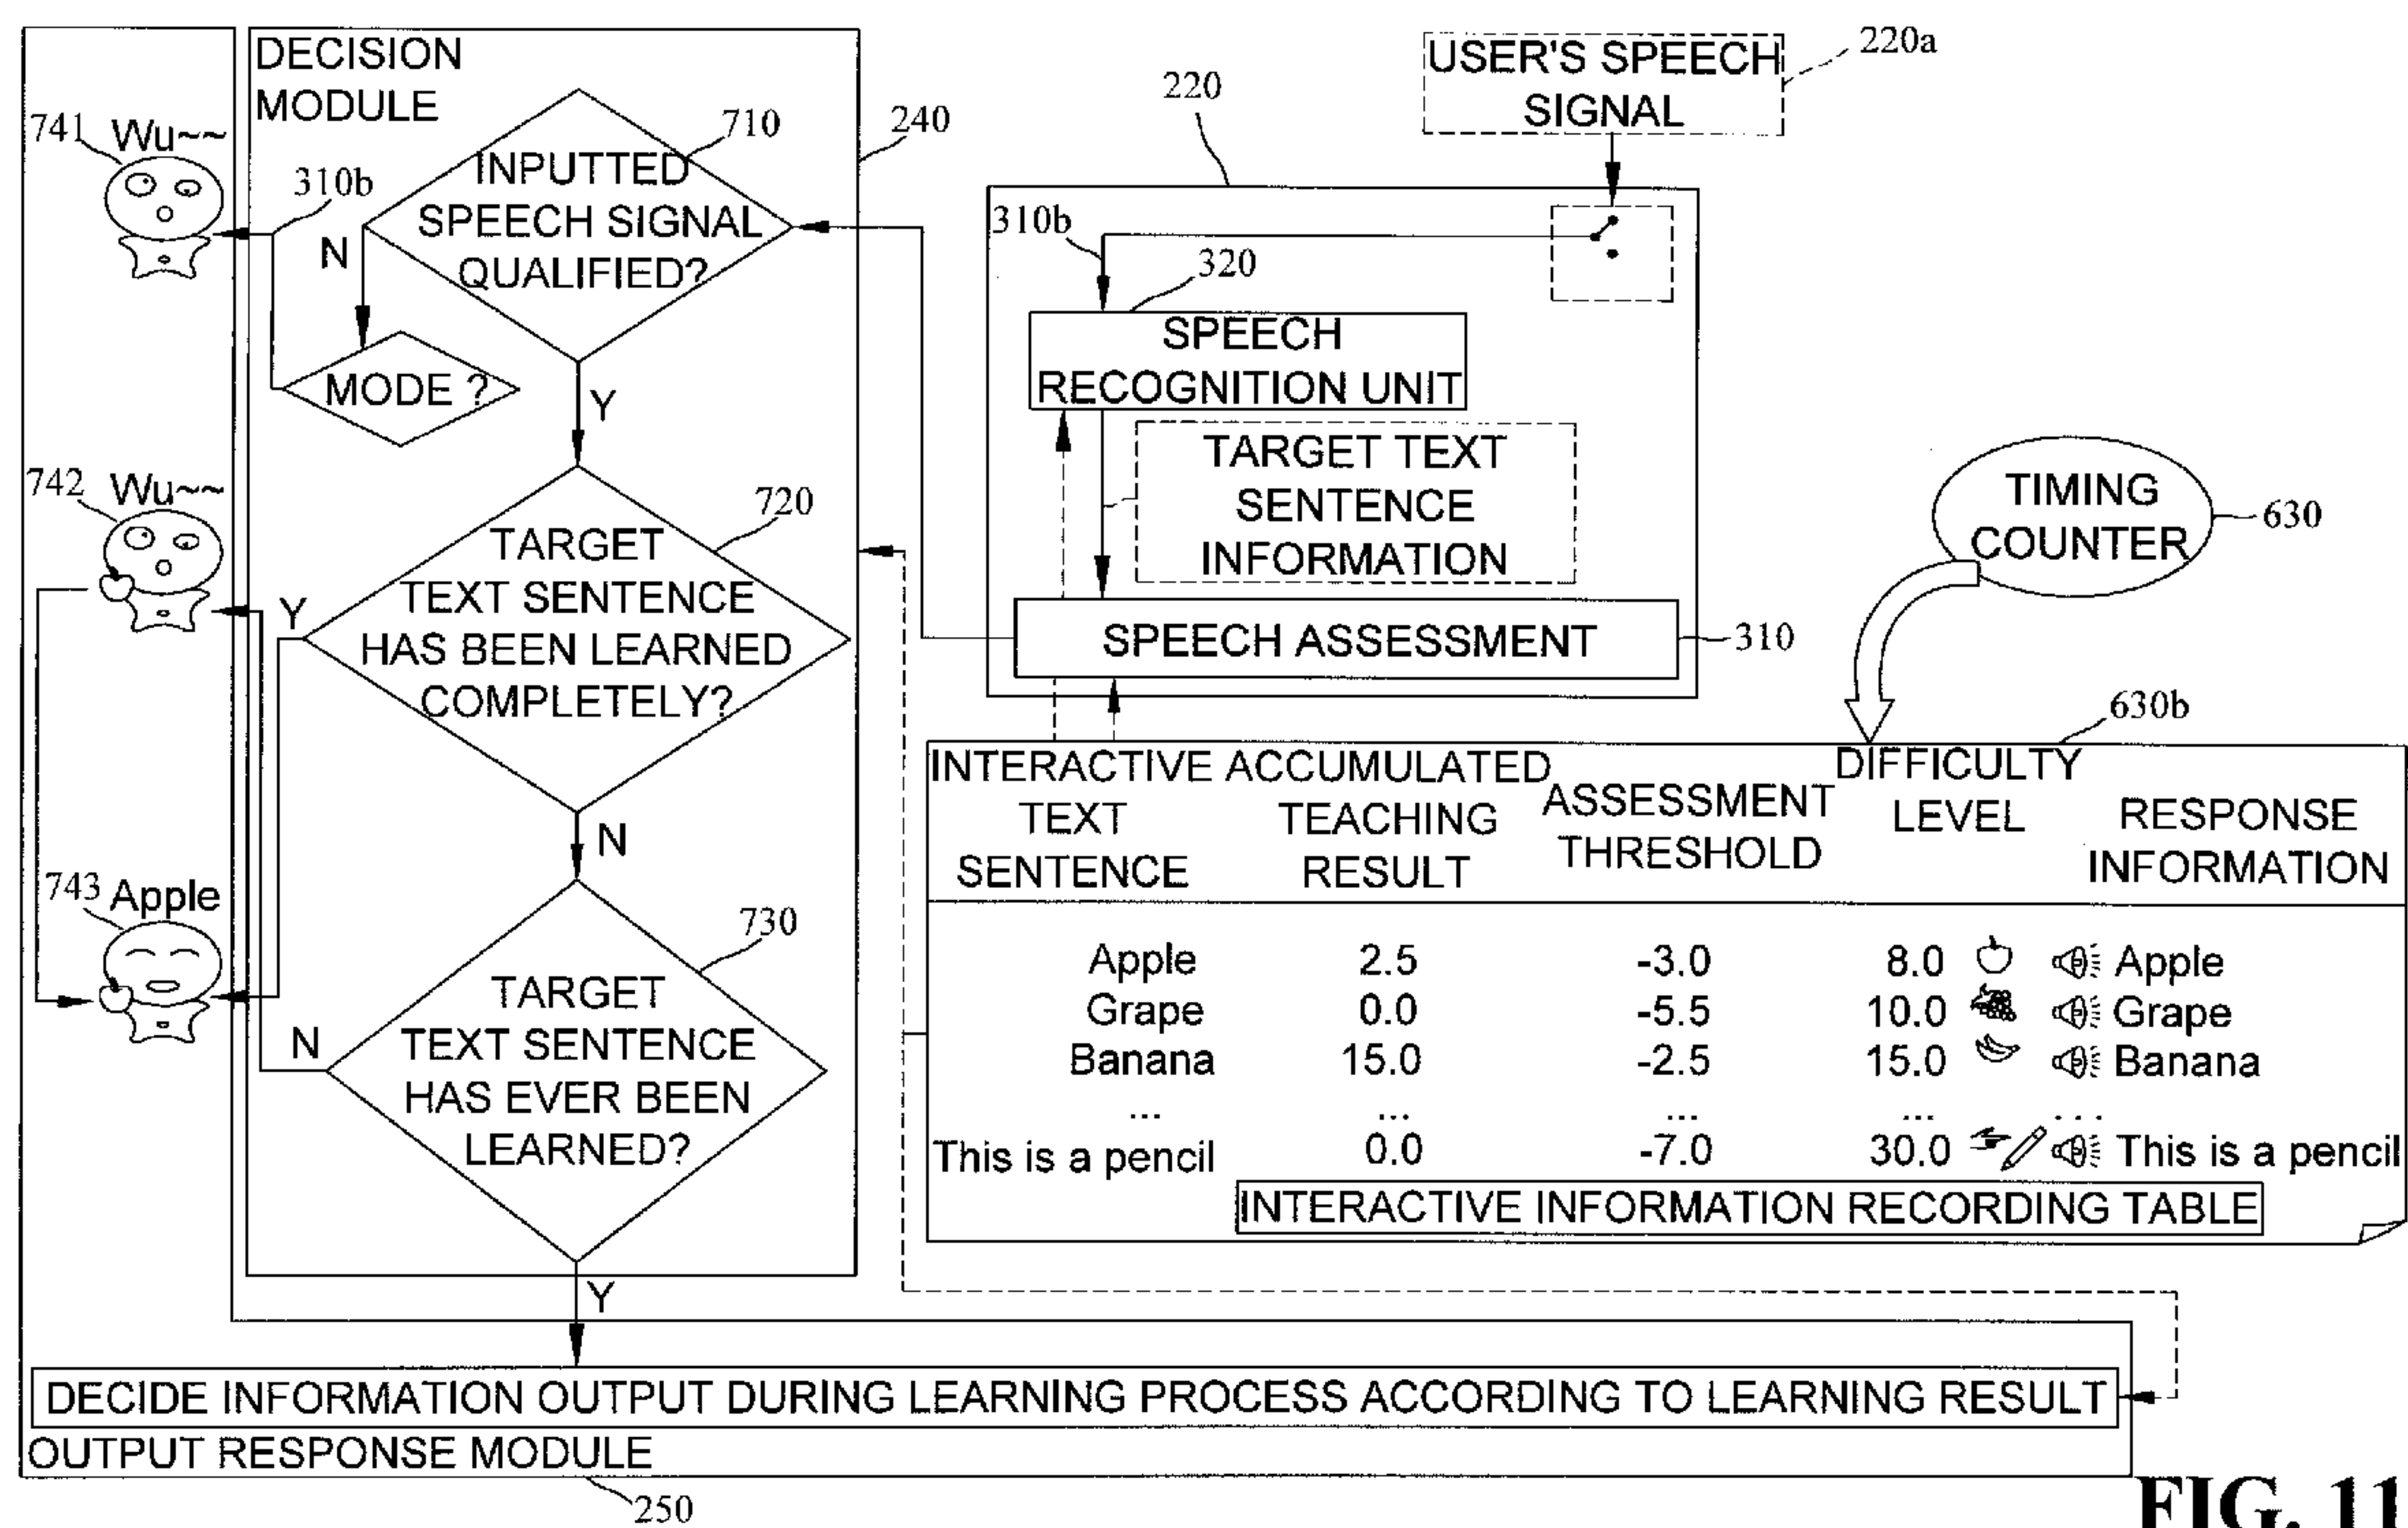 DECISION
MODULE
741
Wu~~
310b
710
INPUTTED
SPEECH SIGNAL
QUALIFIED?
240
N
MODE ?
Y
742
Wu~~
720
TARGET
TEXT SENTENCE
HAS BEEN LEARNED
COMPLETELY?
Y
N
743
Apple
730
TARGET
TEXT SENTENCE
HAS EVER BEEN
LEARNED?
N
Y
USER'S SPEECH
SIGNAL
220a
220
310b
320
SPEECH
RECOGNITION UNIT
TARGET TEXT
SENTENCE
INFORMATION
SPEECH ASSESSMENT
310
TIMING
COUNTER
630
630b
INTERACTIVE TEXT SENTENCE
ACCUMULATED TEACHING RESULT
ASSESSMENT THRESHOLD
DIFFICULTY LEVEL
RESPONSE INFORMATION
Apple 2.5 -3.0 8.0 Apple
Grape 0.0 -5.5 10.0 Grape
Banana 15.0 -2.5 15.0 Banana
... ... ... ... ...
This is a pencil 0.0 -7.0 30.0 This is a pencil
INTERACTIVE INFORMATION RECORDING TABLE
DECIDE INFORMATION OUTPUT DURING LEARNING PROCESS ACCORDING TO LEARNING RESULT
OUTPUT RESPONSE MODULE
250
FIG. 11